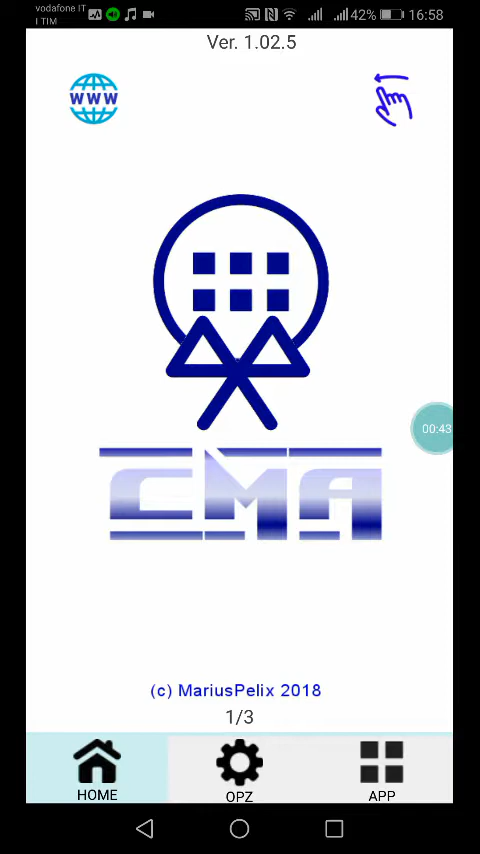 vodafone IT
I TIM
42% 16:58
Ver. 1.02.5
WWW
00:43
CMA
(c) MariusPelix 2018
1/3
HOME
OPZ
APP